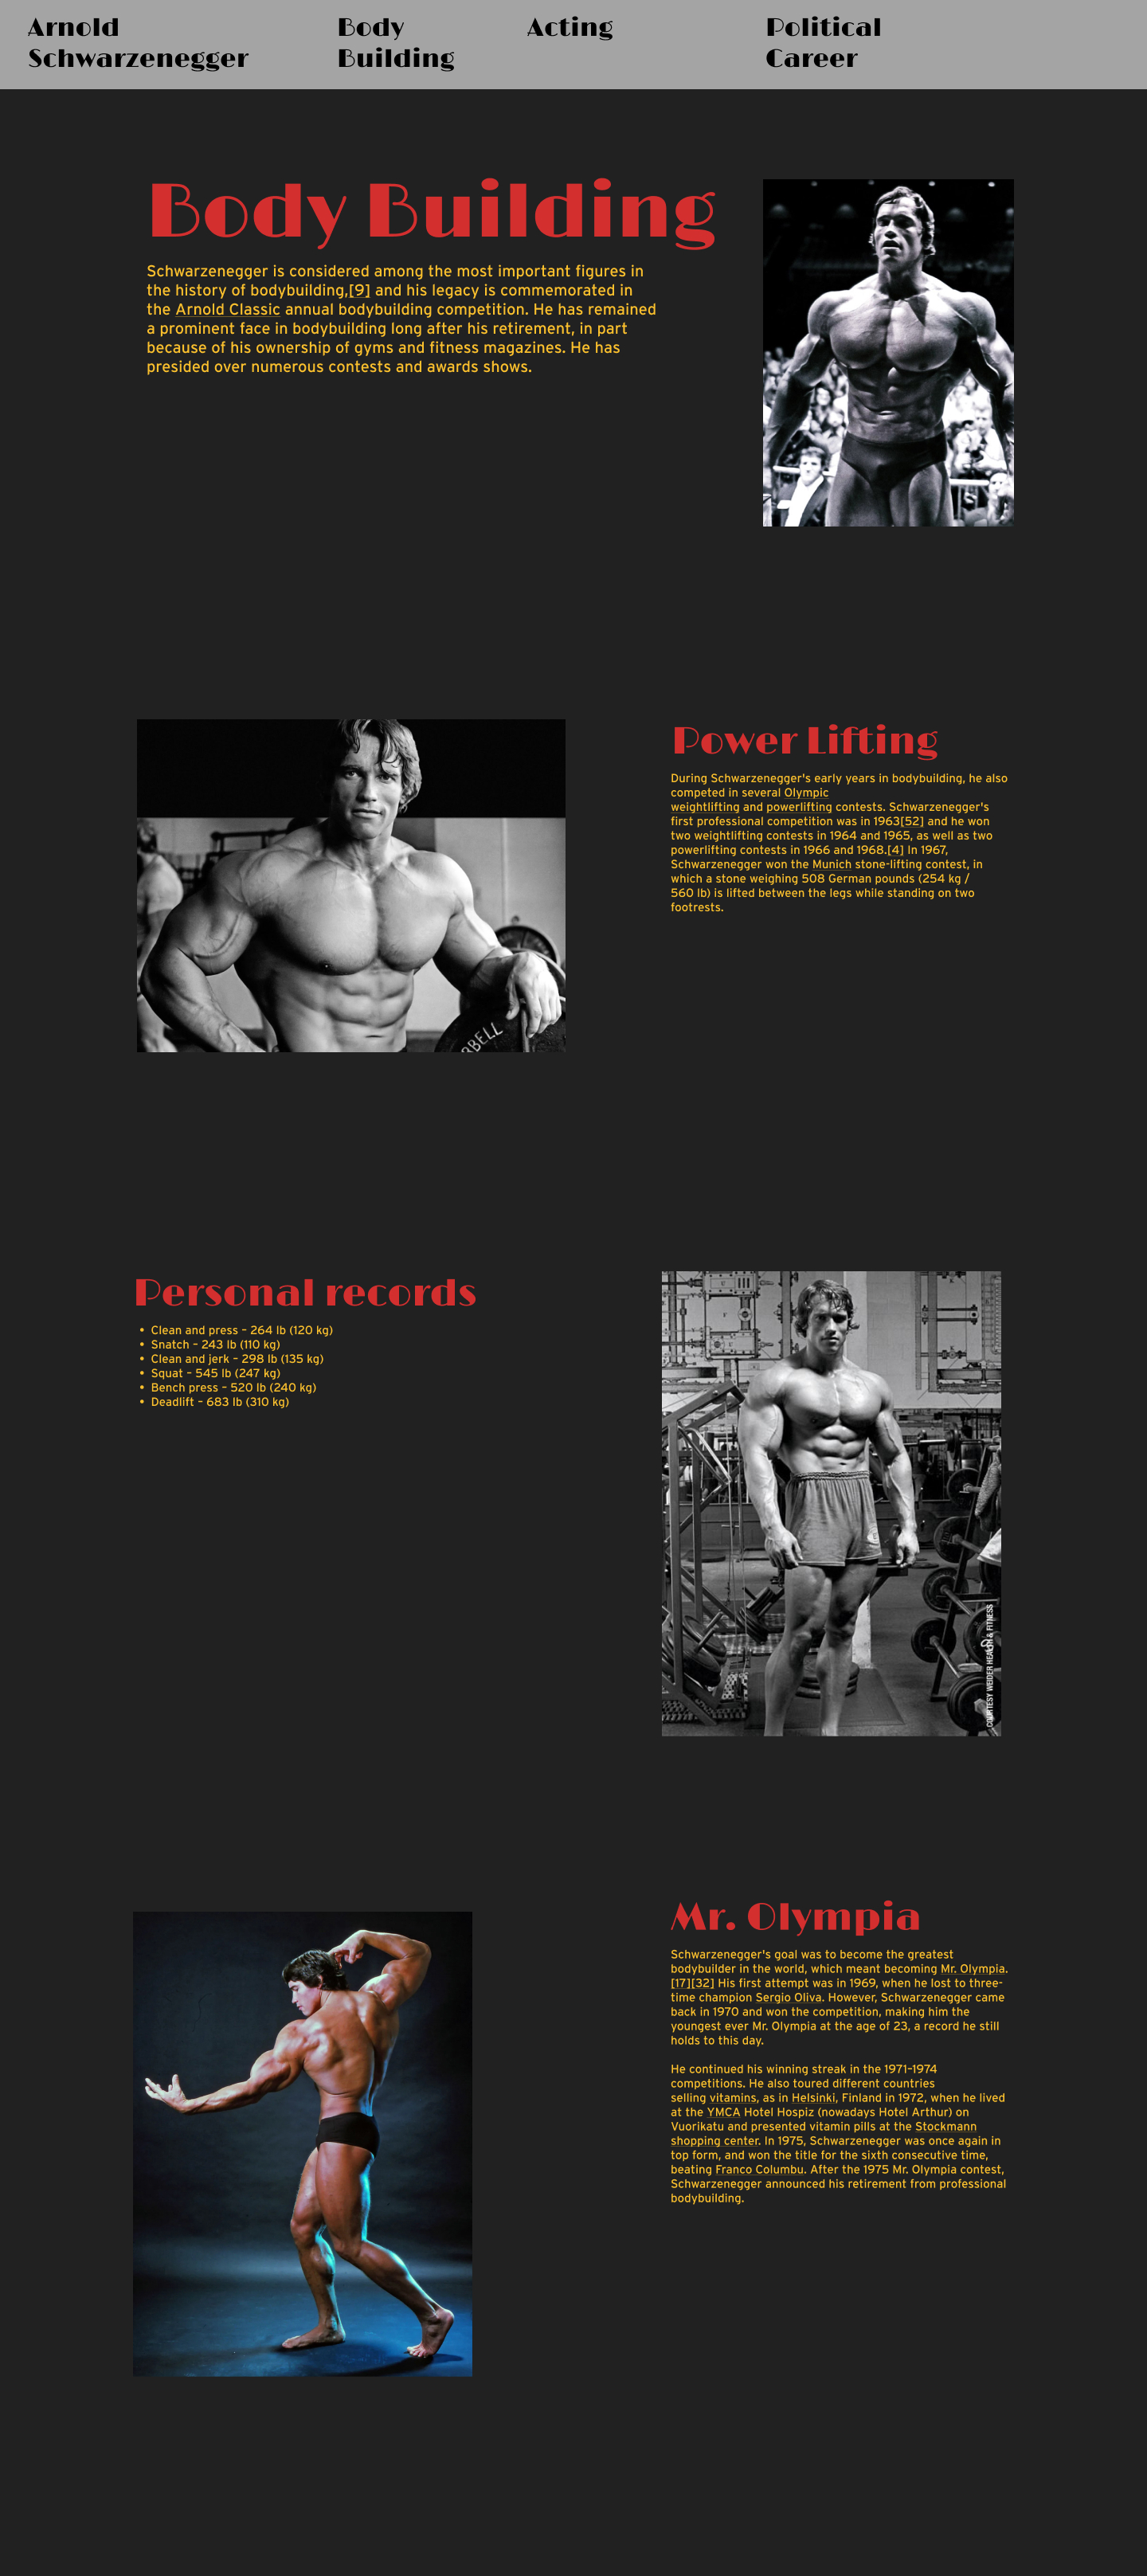 Arnold
Schwarzenegger
Body
Building
Acting
Political
Career
Body Building
Schwarzenegger is considered among the most important figures in
the history of bodybuilding,[9] and his legacy is commemorated in
the Arnold Classic annual bodybuilding competition. He has remained
a prominent face in bodybuilding long after his retirement, in part
because of his ownership of gyms and fitness magazines. He has
presided over numerous contests and awards shows.
Power Lifting
During Schwarzenegger's early years in bodybuilding, he also
competed in several Olympic
weightlifting and powerlifting contests. Schwarzenegger's
first professional competition was in 1963[52] and he won
two weightlifting contests in 1964 and 1965, as well as two
powerlifting contests in 1966 and 1968.[4] In 1967,
Schwarzenegger won the Munich stone-lifting contest, in
which a stone weighing 508 German pounds (254 kg /
560 lb) is lifted between the legs while standing on two
footrests.
RBELL
Personal records
• Clean and press – 264 lb (120 kg)
• Snatch – 243 lb (110 kg)
• Clean and jerk – 298 lb (135 kg)
• Squat – 545 lb (247 kg)
• Bench press – 520 lb (240 kg)
• Deadlift – 683 lb (310 kg)
COURTESY WEIDER HEALTH & FITNESS
Mr. Olympia
Schwarzenegger's goal was to become the greatest
bodybuilder in the world, which meant becoming Mr. Olympia.
[17][32] His first attempt was in 1969, when he lost to three-
time champion Sergio Oliva. However, Schwarzenegger came
back in 1970 and won the competition, making him the
youngest ever Mr. Olympia at the age of 23, a record he still
holds to this day.
He continued his winning streak in the 1971–1974
competitions. He also toured different countries
selling vitamins, as in Helsinki, Finland in 1972, when he lived
at the YMCA Hotel Hospiz (nowadays Hotel Arthur) on
Vuorikatu and presented vitamin pills at the Stockmann
shopping center. In 1975, Schwarzenegger was once again in
top form, and won the title for the sixth consecutive time,
beating Franco Columbu. After the 1975 Mr. Olympia contest,
Schwarzenegger announced his retirement from professional
bodybuilding.